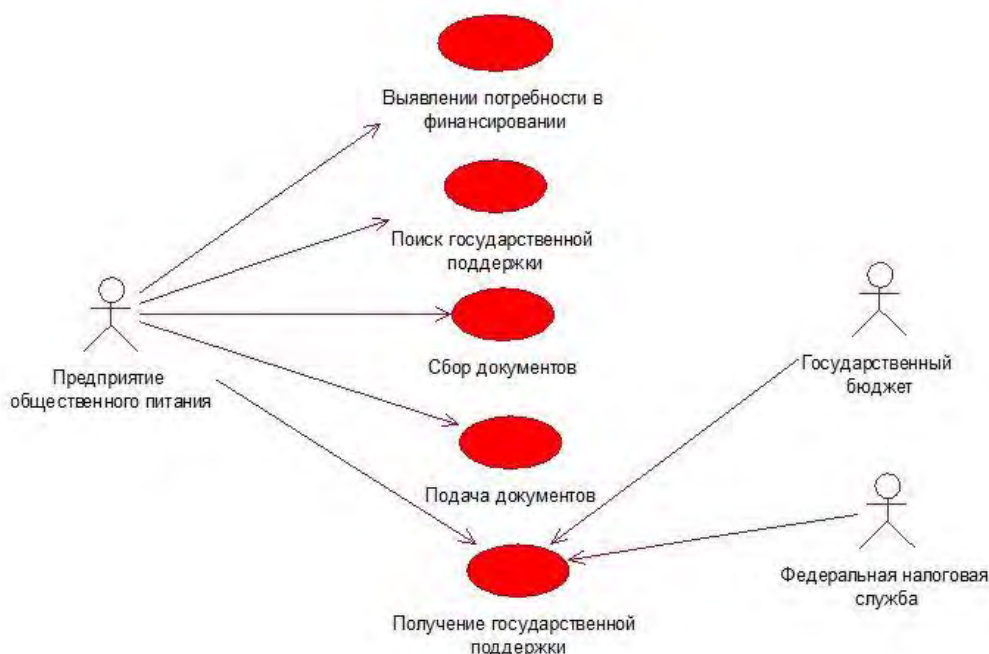 Выявлении потребности в
финансировании
Поиск государственной
поддержки
Предприятие
общественного питания
Сбор документов
Государственный
бюджет
Подача документов
Федеральная налоговая
служба
Получение государственной
поддержки